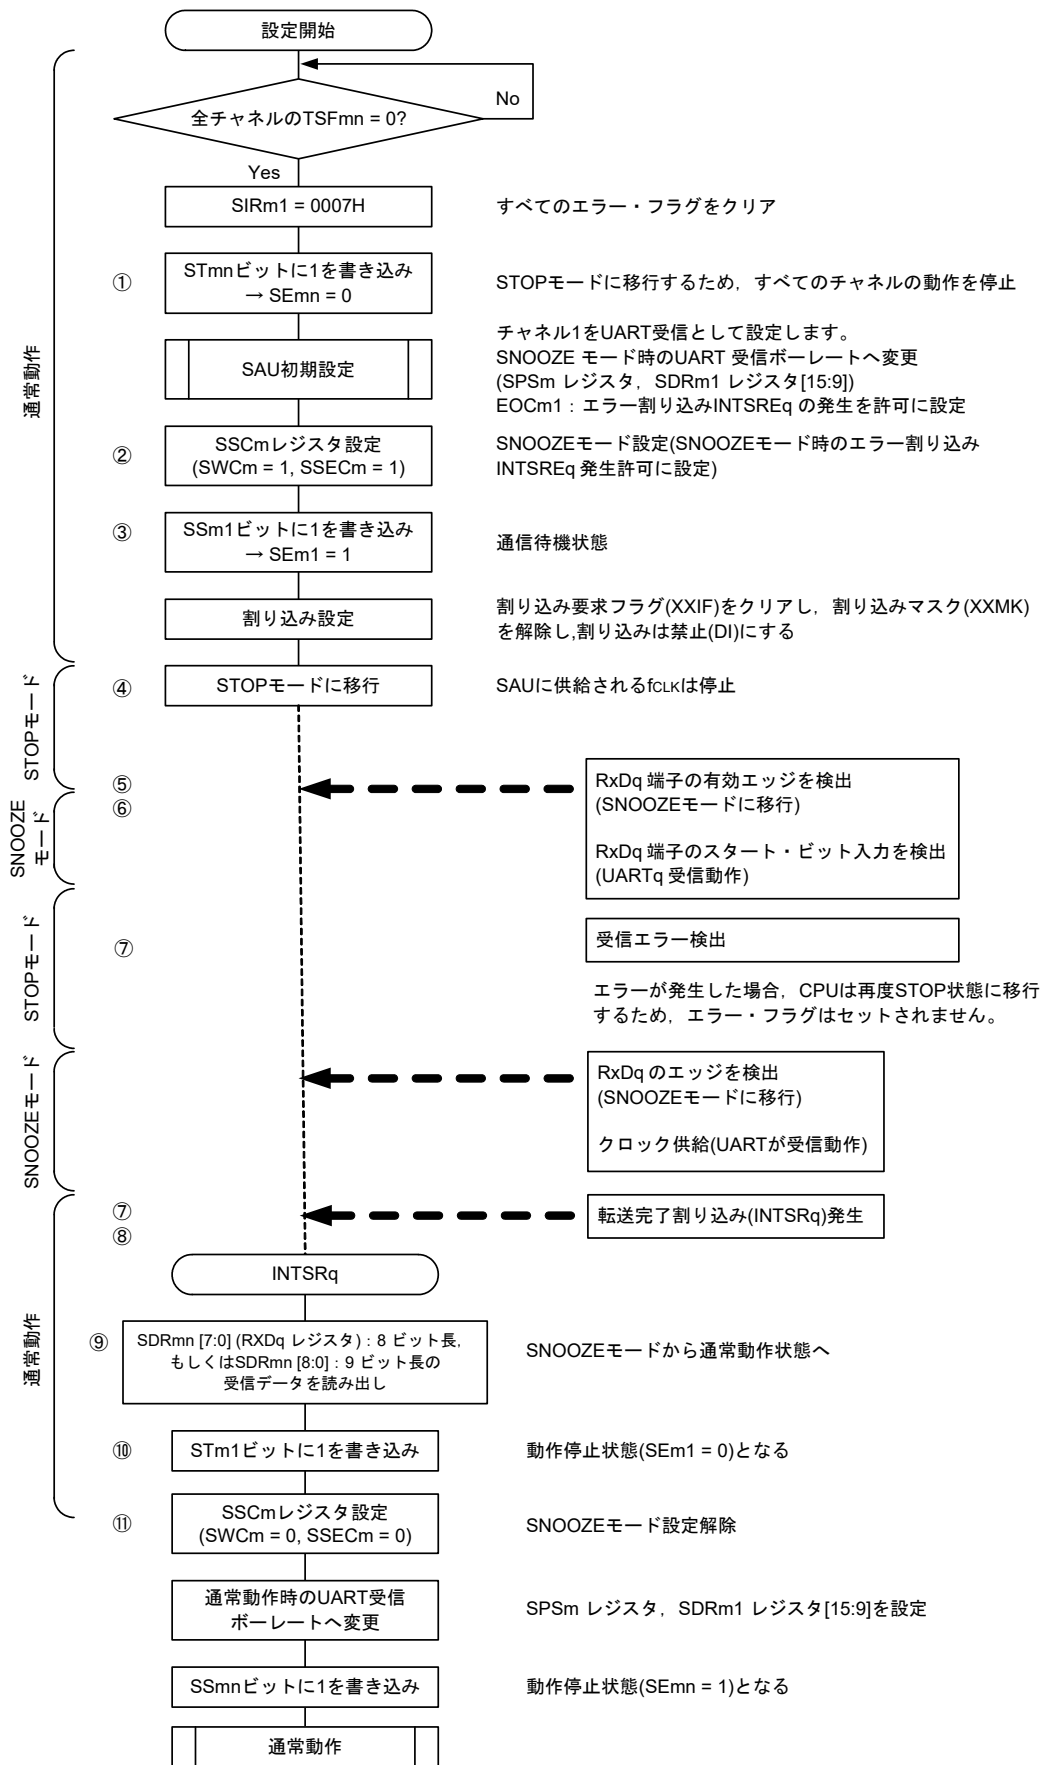 設定開始
全チャネルのTSFmn = 0?
No
Yes
SIRm1 = 0007H
すべてのエラー・フラグをクリア
①
STmnビットに1を書き込み
→ SEmn = 0
STOPモードに移行するため，すべてのチャネルの動作を停止
SAU初期設定
チャネル1をUART受信として設定します。
SNOOZE モード時のUART 受信ボーレートへ変更
(SPSm レジスタ，SDRm1 レジスタ[15:9])
EOCm1：エラー割り込みINTSREq の発生を許可に設定
②
SSCmレジスタ設定
(SWCm = 1, SSECm = 1)
SNOOZEモード設定(SNOOZEモード時のエラー割り込み
INTSREq 発生許可に設定)
③
SSm1ビットに1を書き込み
→ SEm1 = 1
通信待機状態
割り込み設定
割り込み要求フラグ(XXIF)をクリアし，割り込みマスク(XXMK)
を解除し,割り込みは禁止(DI)にする
通常動作
④
STOPモードに移行
SAUに供給されるfCLKは停止
STOPモード
⑤
⑥
RxDq 端子の有効エッジを検出
(SNOOZEモードに移行)
RxDq 端子のスタート・ビット入力を検出
(UARTq 受信動作)
SNOOZE
モード
⑦
受信エラー検出
エラーが発生した場合，CPUは再度STOP状態に移行
するため，エラー・フラグはセットされません。
STOPモード
RxDq のエッジを検出
(SNOOZEモードに移行)
クロック供給(UARTが受信動作)
SNOOZEモード
⑦
⑧
転送完了割り込み(INTSRq)発生
INTSRq
⑨
SDRmn [7:0] (RXDq レジスタ)：8 ビット長，
もしくはSDRmn [8:0]：9 ビット長の
受信データを読み出し
SNOOZEモードから通常動作状態へ
通常動作
⑩
STm1ビットに1を書き込み
動作停止状態(SEm1 = 0)となる
⑪
SSCmレジスタ設定
(SWCm = 0, SSECm = 0)
SNOOZEモード設定解除
通常動作時のUART受信
ボーレートへ変更
SPSm レジスタ，SDRm1 レジスタ[15:9]を設定
SSmnビットに1を書き込み
動作停止状態(SEmn = 1)となる
通常動作